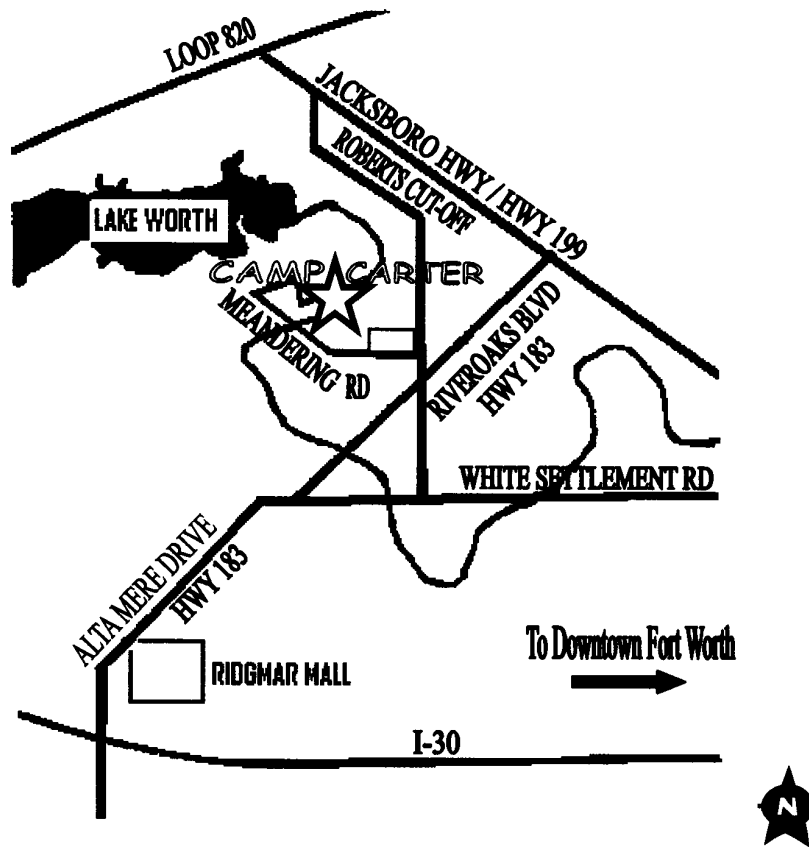 LOOP 820
JACKSBORO HWY / HWY 199
ROBERTS CUT-OFF
LAKE WORTH
CAMP CARTER
MEANDERING RD
RIVEROAKS BLVD
HWY 183
WHITE SETTLEMENT RD
ALTA MERE DRIVE
HWY 183
To Downtown Fort Worth
RIDGMAR MALL
I-30
N